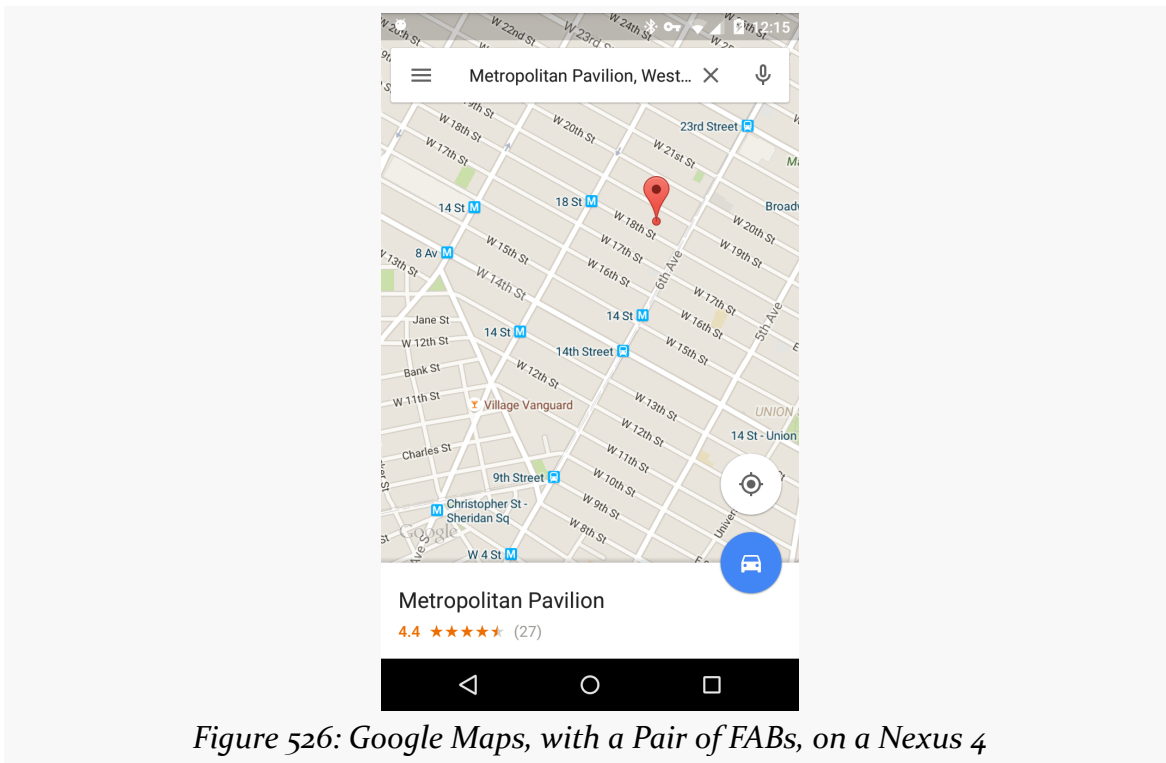 W 20th St
W 22nd St
W 23rd St
W 24th St
12:15
Metropolitan Pavilion, West...
W 18th St
W 20th St
23rd Street
W 17th St
W 21st St
14 St
18 St
W 18th St
Broadw
W 20th St
8 Av
W 15th St
W 17th St
W 19th St
W 13th St
W 14th St
W 16th St
6th Ave
W 17th St
Jane St
14 St
14 St
W 16th St
5th Ave
W 12th St
14th Street
W 15th St
Bank St
W 12th St
W 11th St
Village Vanguard
W 13th St
UNION
W 12th St
14 St - Union
Charles St
W 11th St
9th Street
W 10th St
Christopher St -
Sheridan Sq
W 9th St
Univer
Google
W 8th St
Ave S
W 4 St
Metropolitan Pavilion
4.4 (27)
Figure 526: Google Maps, with a Pair of FABs, on a Nexus 4